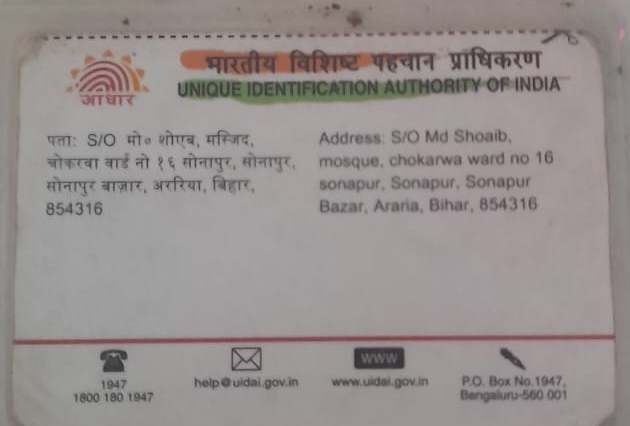 भारतीय विशिष्ट पहचान प्राधिकरण
UNIQUE IDENTIFICATION AUTHORITY OF INDIA
आधार
पता: S/O मो० शोएब, मस्जिद,
चोकरवा वार्ड नो १६ सोनापुर, सोनापुर,
सोनापुर बाज़ार, अररिया, बिहार,
854316
Address: S/O Md Shoaib,
mosque, chokarwa ward no 16
sonapur, Sonapur, Sonapur
Bazar, Araria, Bihar, 854316
1947
1800 180 1947
help@uidai.gov.in
www
www.uidai.gov.in
P.O. Box No.1947,
Bengaluru-560 001